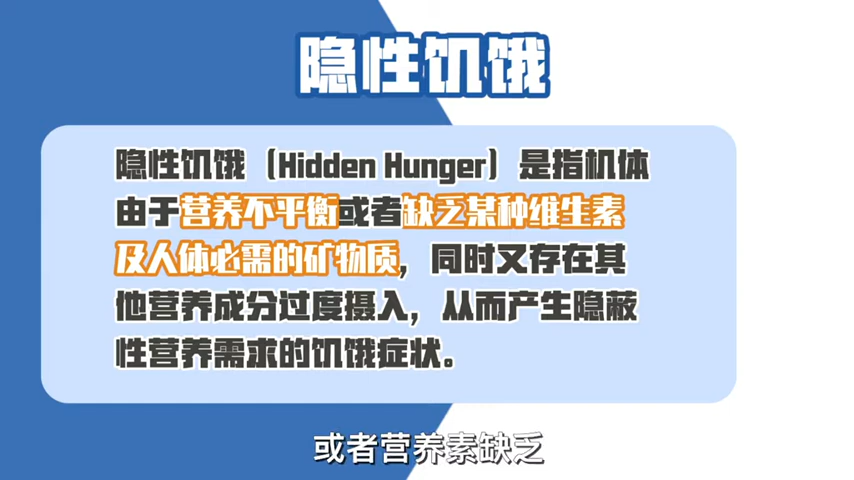 隐性饥饿
隐性饥饿（Hidden Hunger）是指机体
由于营养不平衡或者缺乏某种维生素
及人体必需的矿物质，同时又存在其
他营养成分过度摄入，从而产生隐蔽
性营养需求的饥饿症状。
或者营养素缺乏